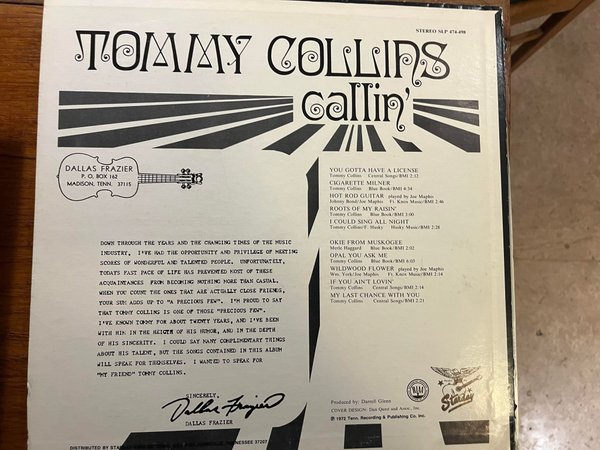 STEREO SLP 474-498
TOMMY COLLINS
callin'
DALLAS FRAZIER
P. O. BOX 162
MADISON, TENN. 37115
DOWN THROUGH THE YEARS AND THE CHANGING TIMES OF THE MUSIC
INDUSTRY, I'VE HAD THE OPPORTUNITY AND PRIVILEGE OF MEETING
SCORES OF WONDERFUL AND TALENTED PEOPLE, UNFORTUNATELY,
TODAYS FAST PACE OF LIFE HAS PREVENTED MOST OF THESE
ACQUAINTANCES FROM BECOMING NOTHING MORE THAN CASUAL.
WHEN YOU COUNT THE ONES THAT ARE ACTUALLY CLOSE FRIENDS,
YOUR SUM ADDS UP TO "A PRECIOUS FEW". I'M PROUD TO SAY
THAT TOMMY COLLINS IS ONE OF THOSE "PRECIOUS FEW".
I'VE KNOWN TOMMY FOR ABOUT TWENTY YEARS, AND I'VE BEEN
WITH HIM IN THE HEIGTH OF HIS HUMOR, AND IN THE DEPTH
OF HIS SINCERITY. I COULD SAY MANY COMPLIMENTARY THINGS
ABOUT HIS TALENT, BUT THE SONGS CONTAINED IN THIS ALBUM
WILL SPEAK FOR THEMSELVES. I WANTED TO SPEAK FOR
"MY FRIEND" TOMMY COLLINS.
SINCERELY,
Dallas Frazier
DALLAS FRAZIER
YOU GOTTA HAVE A LICENSE
Tommy Collins Central Songs/BMI 2:12
CIGARETTE MILNER
Tommy Collins Blue Book/BMI 4:34
HOT ROD GUITAR played by Joe Maphis
Johnny Bond/Joe Maphis Ft. Knox Music/BMI 2:46
ROOTS OF MY RAISIN'
Tommy Collins Blue Book/BMI 3:00
I COULD SING ALL NIGHT
Tommy Collins/F. Husky Husky Music/BMI 2:28
OKIE FROM MUSKOGEE
Merle Haggard Blue Book/BMI 2:02
OPAL YOU ASK ME
Tommy Collins Blue Book/BMI 6:03
WILDWOOD FLOWER played by Joe Maphis
Wm. York/Joe Maphis Ft. Knox Music/BMI 2:14
IF YOU AIN'T LOVIN'
Tommy Collins Central Songs/BMI 2:14
MY LAST CHANCE WITH YOU
Tommy Collins Central Songs/BMI 2:21
Produced by: Darrell Glenn
COVER DESIGN: Dan Quest and Assoc., Inc.
℗ 1972 Tenn. Recording & Publishing Co. Inc.
Starday
DISTRIBUTED BY
TENNESSEE 37207